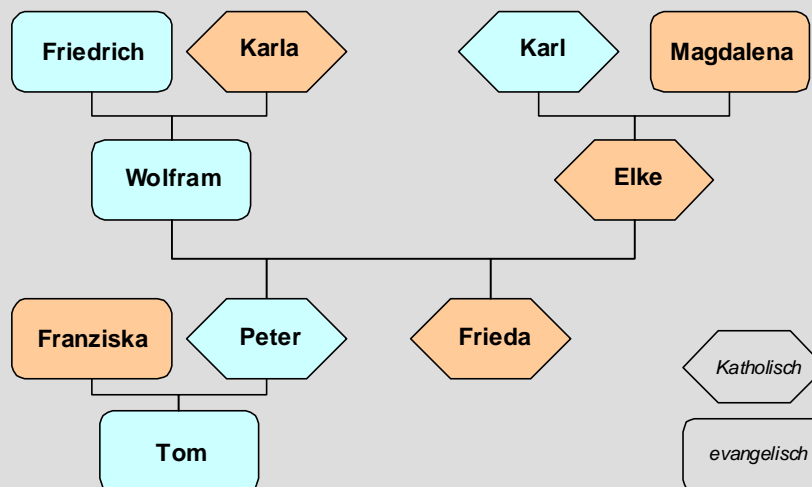 Friedrich
Karla
Karl
Magdalena
Wolfram
Elke
Franziska
Peter
Frieda
Katholisch
Tom
evangelisch